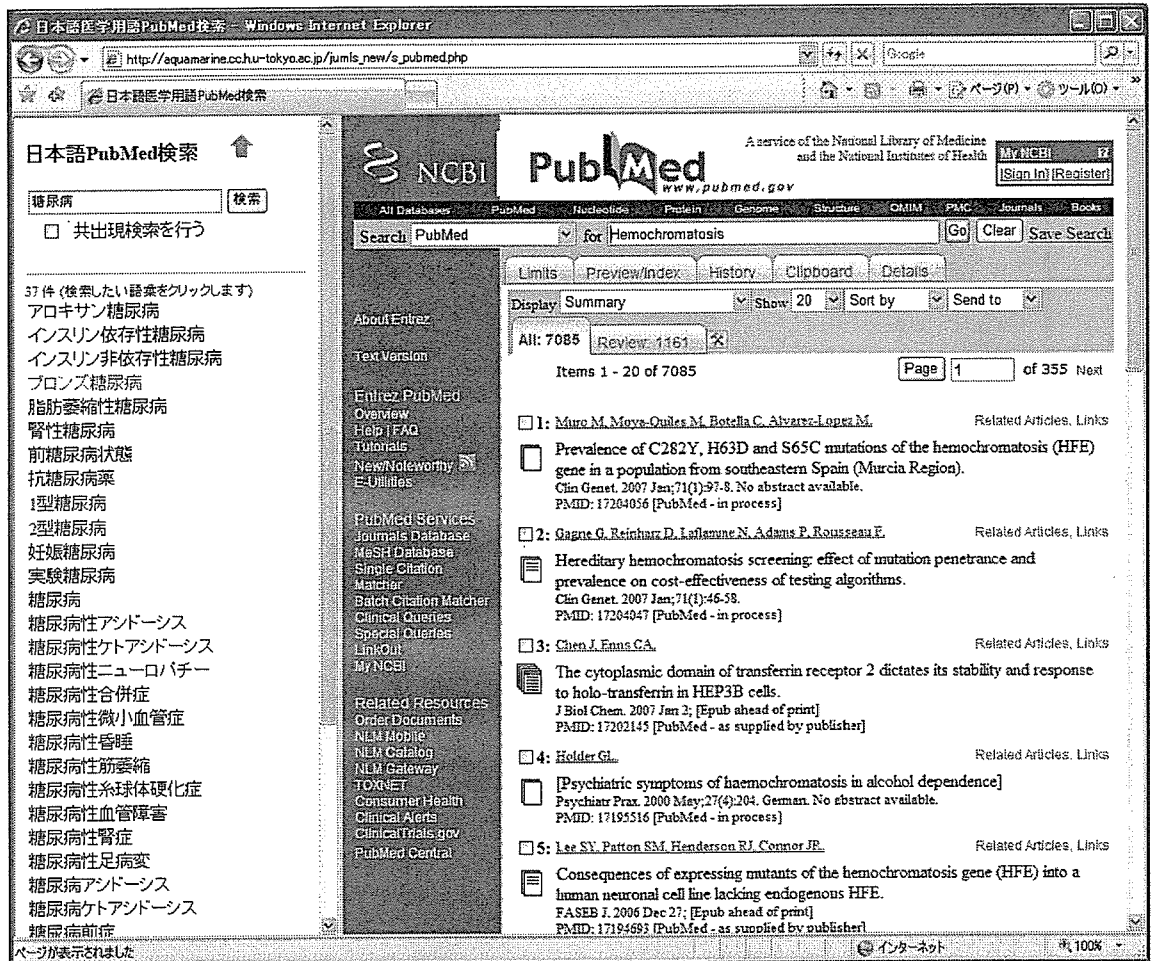 日本語医学用語PubMed検索 - Windows Internet Explorer
http://aquamarine.cc.h.u-tokyo.ac.jp/jumls_new/s_pubmed.php
Google
日本語医学用語PubMed検索
ページ(P)
ツール(O)
日本語PubMed検索
糖尿病
検索
共出現検索を行う
37 件 (検索したい語彙をクリックします)
アロキサン糖尿病
インスリン依存性糖尿病
インスリン非依存性糖尿病
ブロンズ糖尿病
脂肪萎縮性糖尿病
腎性糖尿病
前糖尿病状態
抗糖尿病薬
1型糖尿病
2型糖尿病
妊娠糖尿病
実験糖尿病
糖尿病
糖尿病性アシドーシス
糖尿病性ケトアシドーシス
糖尿病性ニューロパチー
糖尿病性合併症
糖尿病性微小血管症
糖尿病性昏睡
糖尿病性筋萎縮
糖尿病性糸球体硬化症
糖尿病性血管障害
糖尿病性腎症
糖尿病性足病変
糖尿病アシドーシス
糖尿病ケトアシドーシス
糖尿病前症
NCBI
PubMed
www.pubmed.gov
A service of the National Library of Medicine
and the National Institutes of Health
My NCBI
[Sign In] [Register]
All Databases PubMed Nucleotide Protein Genome Structure OMIM PMC Journals Books
Search PubMed for Hemochromatosis Go Clear Save Search
Limits Preview/Index History Clipboard Details
Display Summary Show 20 Sort by Send to
All: 7085 Review: 1161
Items 1 - 20 of 7085 Page 1 of 355 Next
About Entrez
Text Version
Entrez PubMed
Overview
Help | FAQ
Tutorials
New/Noteworthy
E-Utilities
PubMed Services
Journals Database
MeSH Database
Single Citation
Matcher
Batch Citation Matcher
Clinical Queries
Special Queries
LinkOut
My NCBI
Related Resources
Order Documents
NLM Mobile
NLM Catalog
NLM Gateway
TOXNET
Consumer Health
Clinical Alerts
ClinicalTrials.gov
PubMed Central
1: Muro M, Moya-Quiles M, Botella C, Alvarez-Lopez M. Related Articles, Links
Prevalence of C282Y, H63D and S65C mutations of the hemochromatosis (HFE)
gene in a population from southeastern Spain (Murcia Region).
Clin Genet. 2007 Jan;71(1):97-8. No abstract available.
PMID: 17204056 [PubMed - in process]
2: Gagne G, Reinharz D, Laflamme N, Adams P, Rousseau F. Related Articles, Links
Hereditary hemochromatosis screening: effect of mutation penetrance and
prevalence on cost-effectiveness of testing algorithms.
Clin Genet. 2007 Jan;71(1):46-58.
PMID: 17204047 [PubMed - in process]
3: Chen J, Enns CA. Related Articles, Links
The cytoplasmic domain of transferrin receptor 2 dictates its stability and response
to holo-transferrin in HEP3B cells.
J Biol Chem. 2007 Jan 2; [Epub ahead of print]
PMID: 17202145 [PubMed - as supplied by publisher]
4: Holder GL. Related Articles, Links
[Psychiatric symptoms of haemochromatosis in alcohol dependence]
Psychiatr Prax. 2000 May;27(4):204. German. No abstract available.
PMID: 17195516 [PubMed - in process]
5: Lee SY, Patton SM, Henderson RJ, Connor JR. Related Articles, Links
Consequences of expressing mutants of the hemochromatosis gene (HFE) into a
human neuronal cell line lacking endogenous HFE.
FASEB J. 2006 Dec 27; [Epub ahead of print]
PMID: 17194693 [PubMed - as supplied by publisher]
ページが表示されました
インターネット
100%